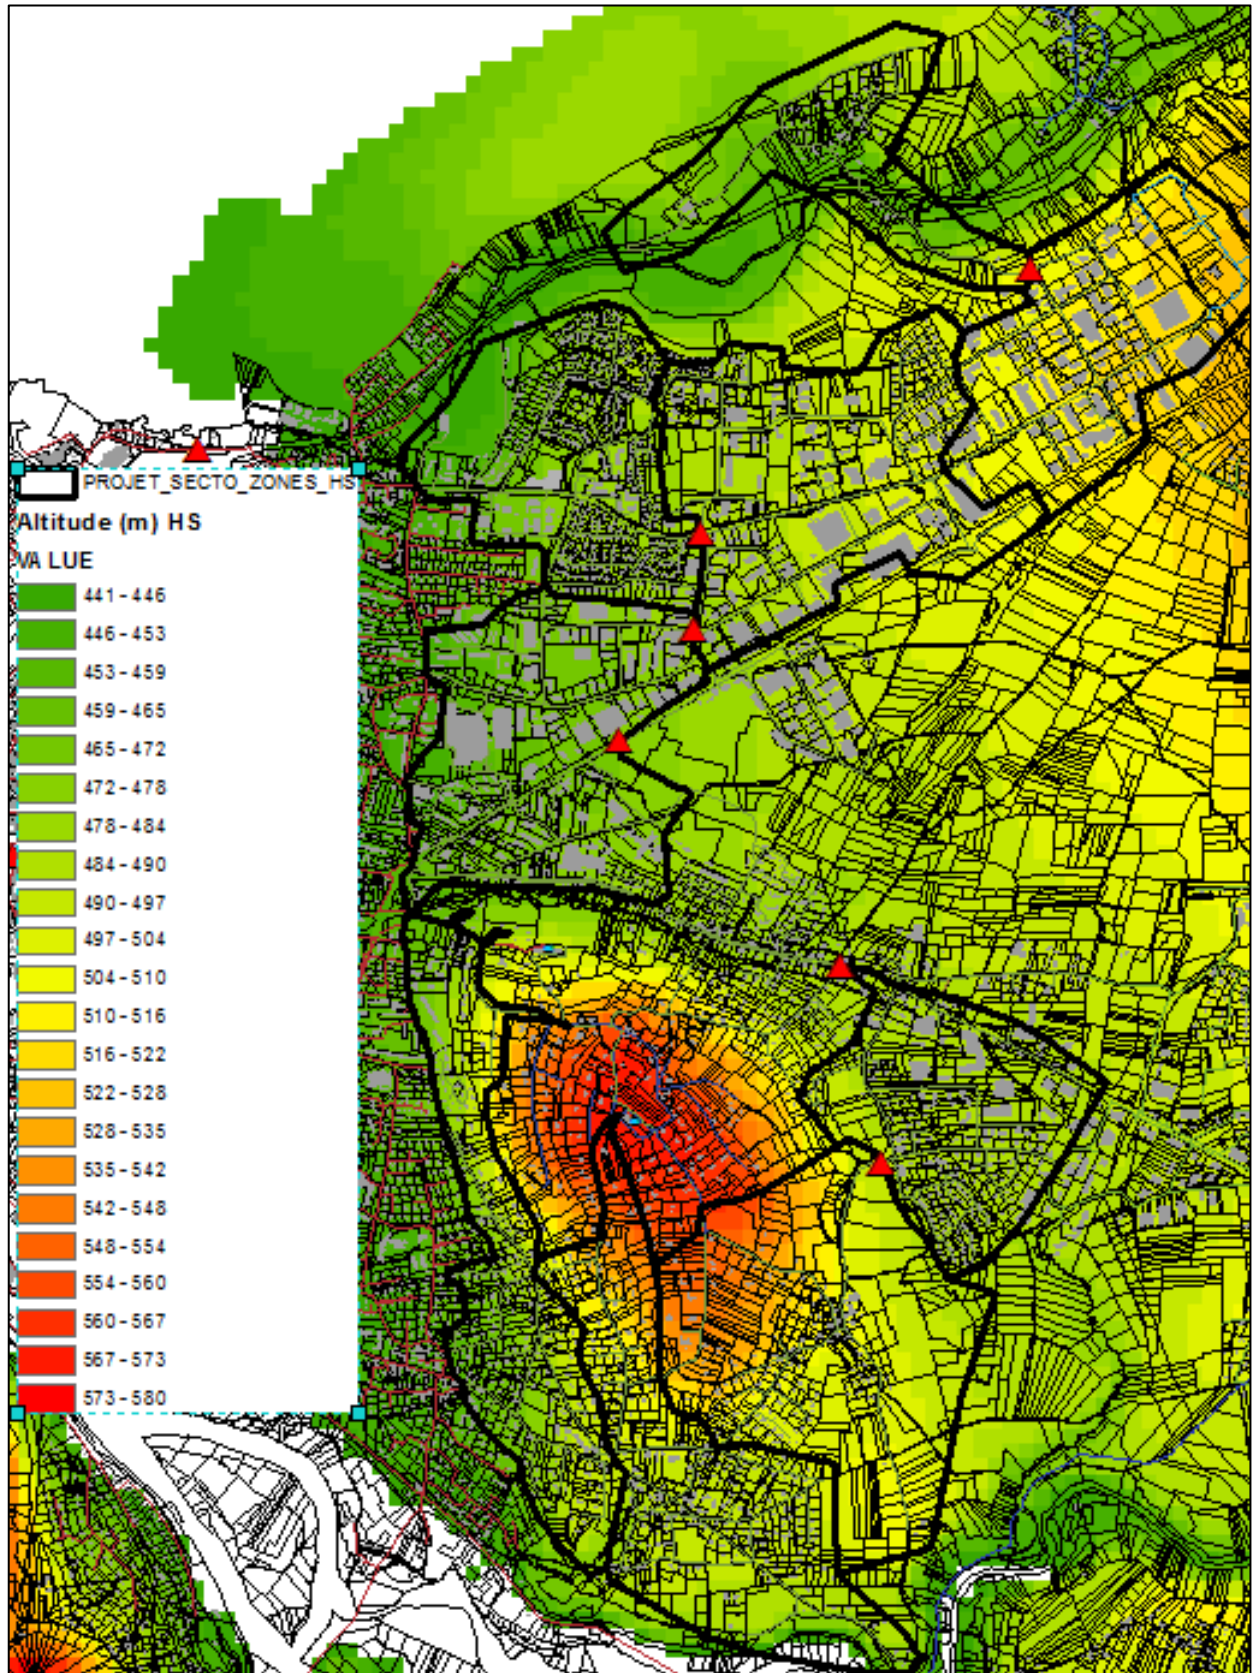 PROJET_SECTO_ZONES_HS
Altitude (m) HS
VALUE
441 - 446
446 - 453
453 - 459
459 - 465
465 - 472
472 - 478
478 - 484
484 - 490
490 - 497
497 - 504
504 - 510
510 - 516
516 - 522
522 - 528
528 - 535
535 - 542
542 - 548
548 - 554
554 - 560
560 - 567
567 - 573
573 - 580